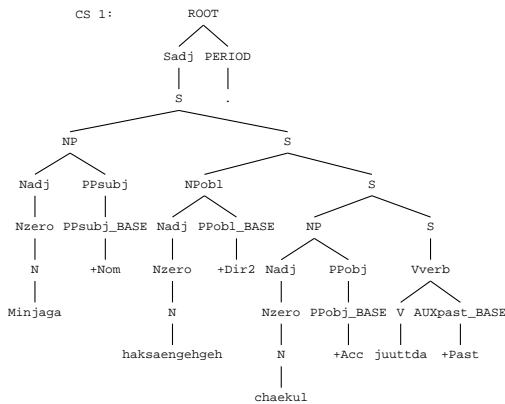 CS 1: ROOT
Sadj PERIOD
S .
NP S
Nadj PPsubj NPobl S
Nzero PPsubj_BASE Nadj PPobl_BASE NP S
N +Nom Nzero +Dir2 Nadj PPobj Vverb
Minjaga N Nzero PPobj_BASE V AUXpast_BASE
haksaengehgeh N +Acc juuttda +Past
chaekul